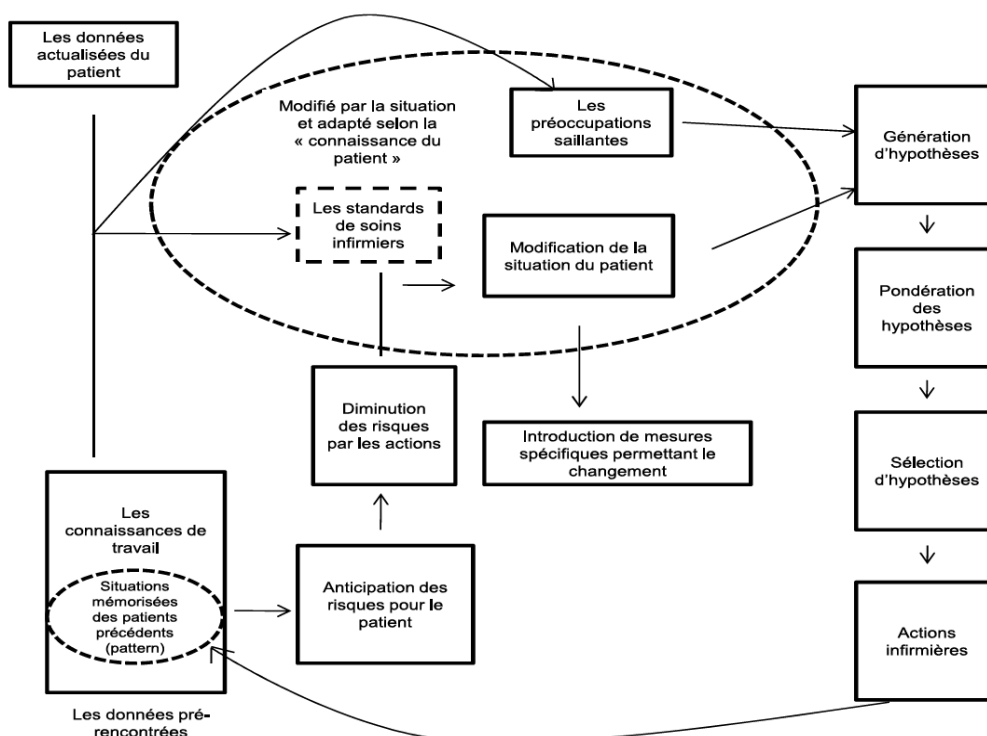 Les données
actualisées du
patient
Modifié par la situation
et adapté selon la
« connaissance du
patient »
Les
préoccupations
saillantes
Génération
d'hypothèses
Les standards
de soins
infirmiers
Modification de la
situation du patient
Pondération
des
hypothèses
Diminution
des risques
par les actions
Introduction de mesures
spécifiques permettant le
changement
Sélection
d'hypothèses
Les
connaissances de
travail
Situations
mémorisées
des patients
précédents
(pattern)
Anticipation des
risques pour le
patient
Actions
infirmières
Les données pré-
rencontrées